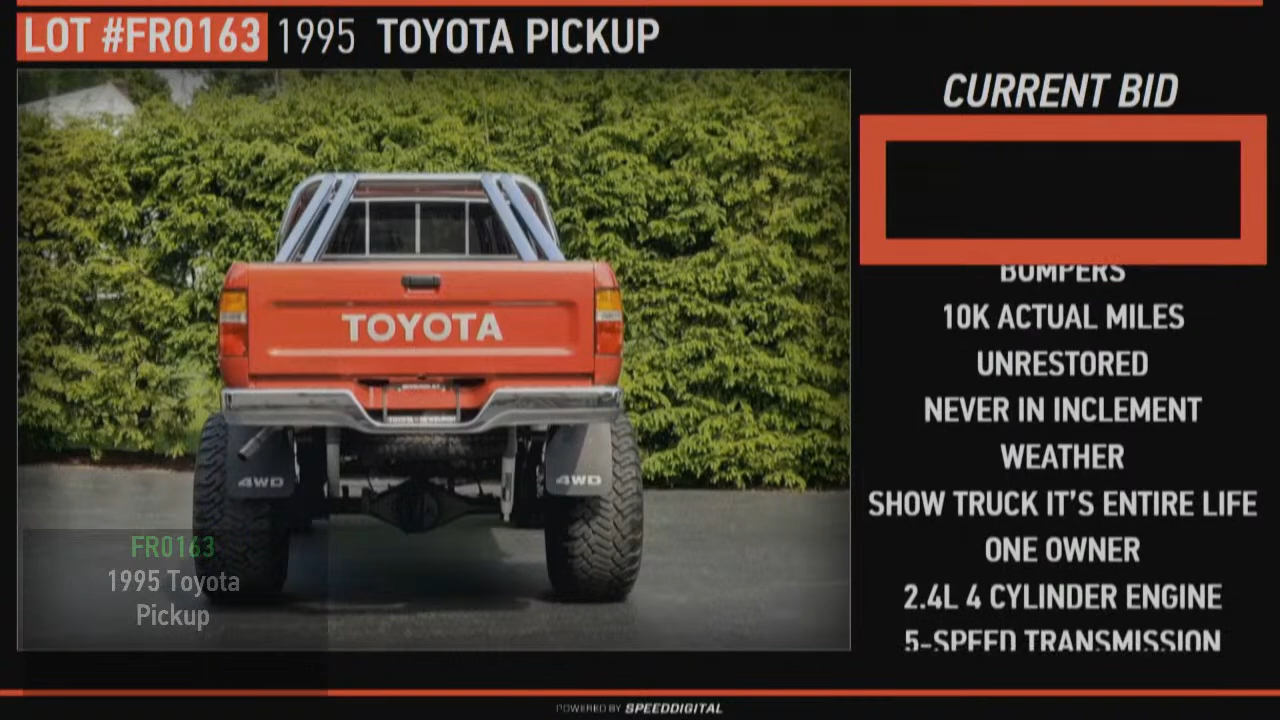 LOT #FR0163 1995 TOYOTA PICKUP
CURRENT BID
BUMPERS
10K ACTUAL MILES
UNRESTORED
NEVER IN INCLEMENT
WEATHER
SHOW TRUCK IT'S ENTIRE LIFE
ONE OWNER
2.4L 4 CYLINDER ENGINE
5-SPEED TRANSMISSION
TOYOTA
4WD 4WD
FR0163
1995 Toyota
Pickup
POWERED BY SPEEDDIGITAL